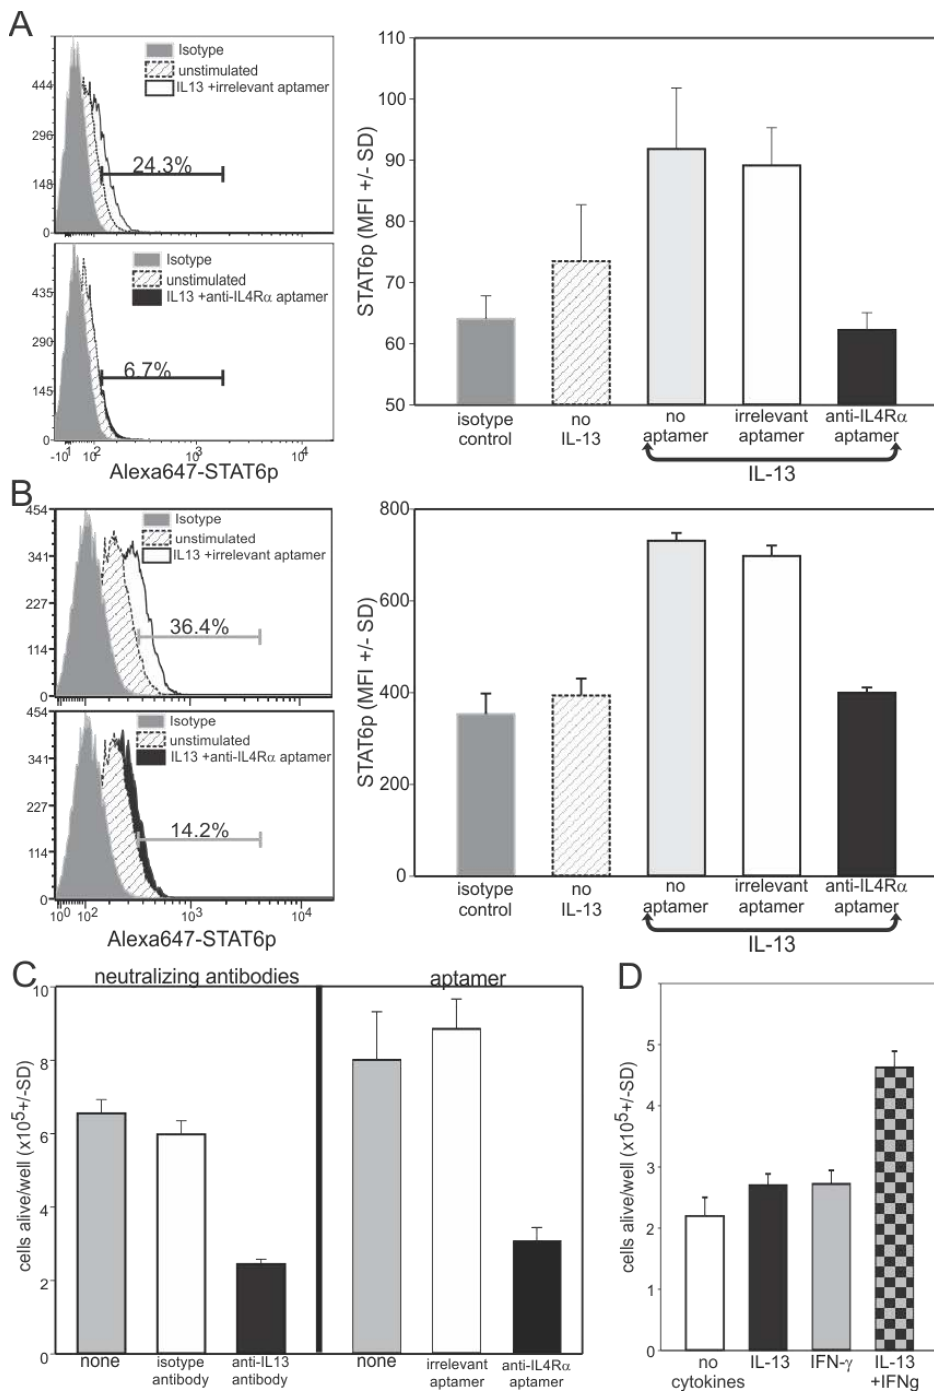 A
Isotype
unstimulated
IL13 +irrelevant aptamer
444
296
148
0
24.3%
Isotype
unstimulated
IL13 +anti-IL4Rα aptamer
435
290
145
0
6.7%
-10¹ 10² 10³ 10⁴
Alexa647-STAT6p
STAT6p (MFI +/- SD)
110
100
90
80
70
60
50
isotype control
no IL-13
no aptamer
irrelevant aptamer
anti-IL4Rα aptamer
IL-13
B
Isotype
unstimulated
IL13 +irrelevant aptamer
454
341
227
114
0
36.4%
Isotype
unstimulated
IL13 +anti-IL4Rα aptamer
454
341
227
114
0
14.2%
-10⁰ 10² 10³ 10⁴
Alexa647-STAT6p
STAT6p (MFI +/- SD)
800
600
400
200
0
isotype control
no IL-13
no aptamer
irrelevant aptamer
anti-IL4Rα aptamer
IL-13
C
neutralizing antibodies
aptamer
cells alive/well (x10⁵+/-SD)
10
8
6
4
2
0
none
isotype antibody
anti-IL13 antibody
none
irrelevant aptamer
anti-IL4Rα aptamer
D
cells alive/well (x10⁵+/-SD)
5
4
3
2
1
0
no cytokines
IL-13
IFN-γ
IL-13 +IFNg